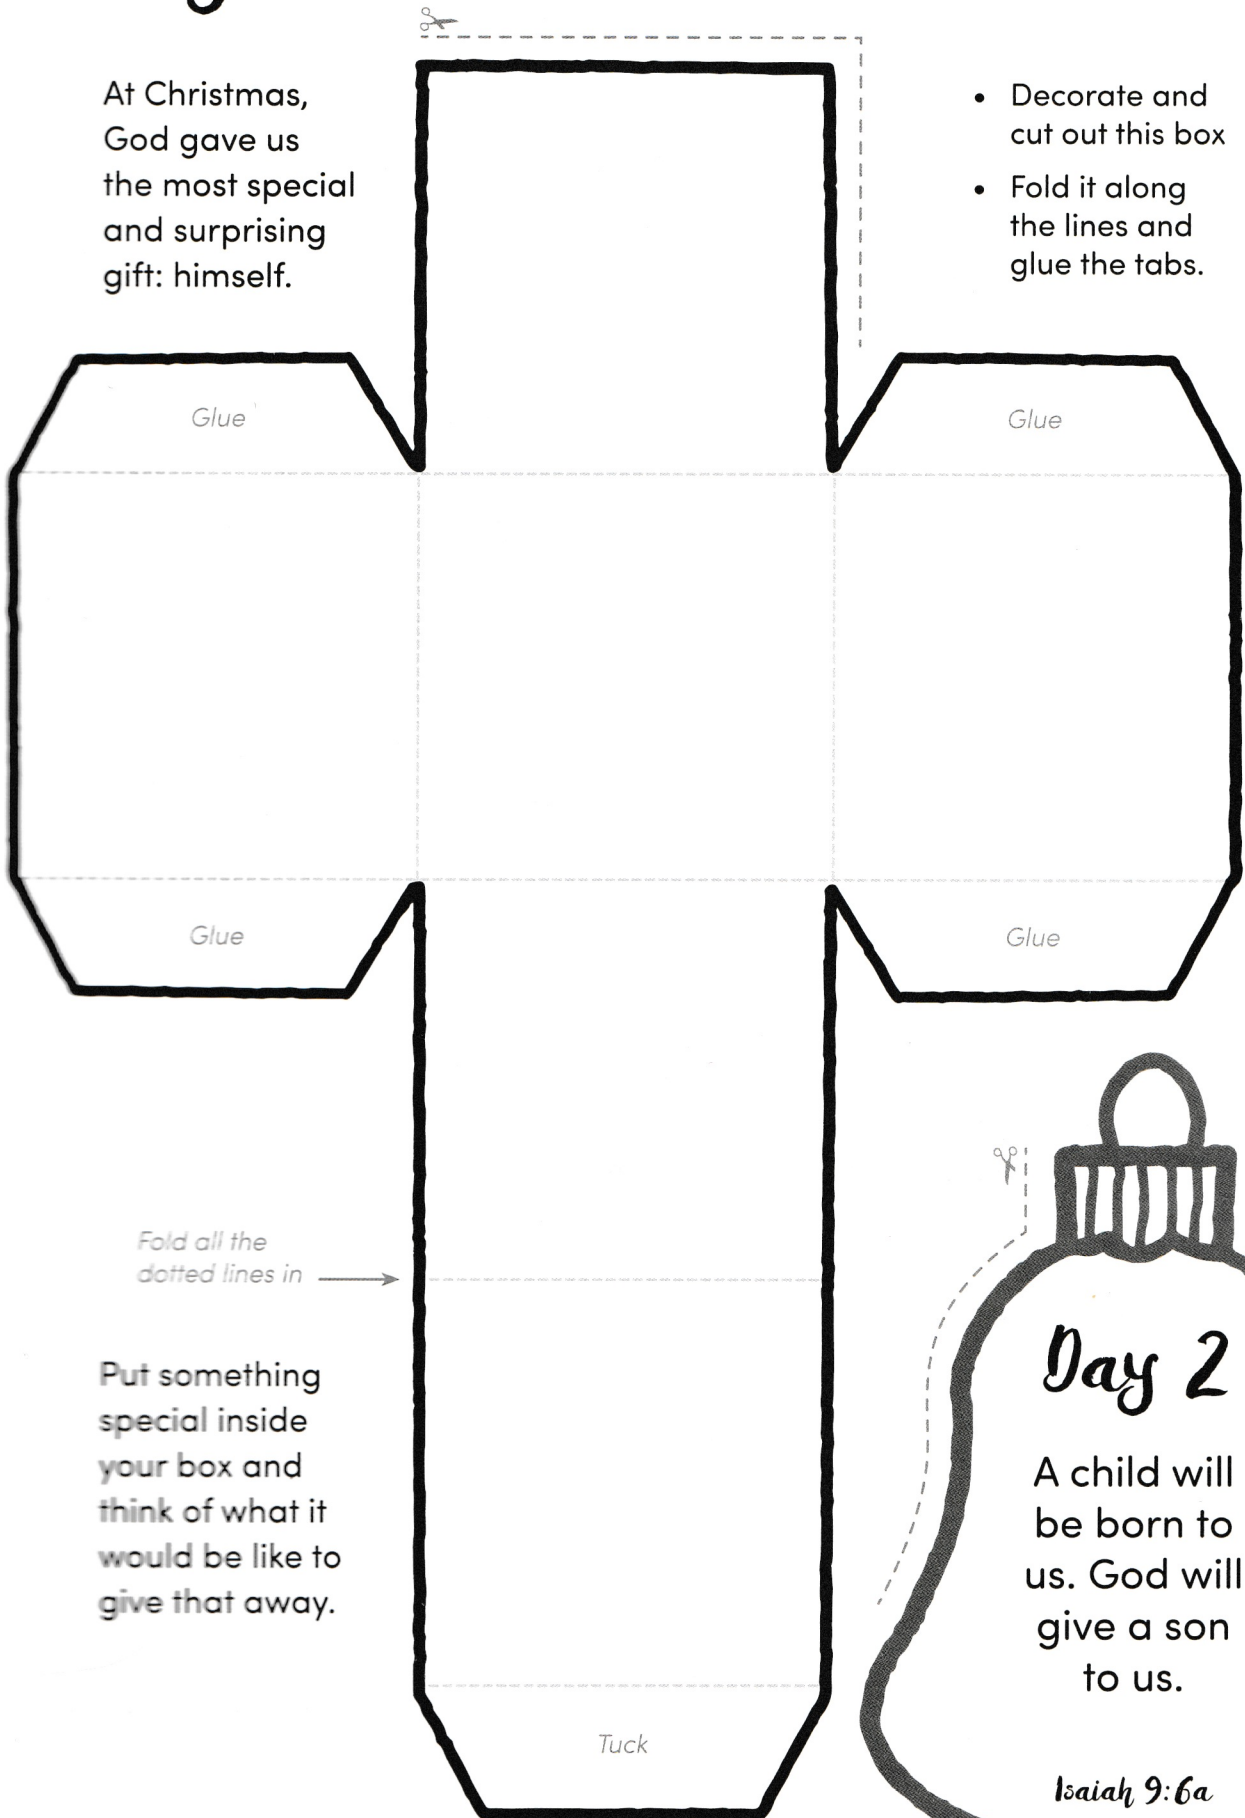 At Christmas,
God gave us
the most special
and surprising
gift: himself.
• Decorate and
cut out this box
• Fold it along
the lines and
glue the tabs.
Glue
Glue
Glue
Glue
Fold all the
dotted lines in
Put something
special inside
your box and
think of what it
would be like to
give that away.
Tuck
Day 2
A child will
be born to
us. God will
give a son
to us.
Isaiah 9:6a